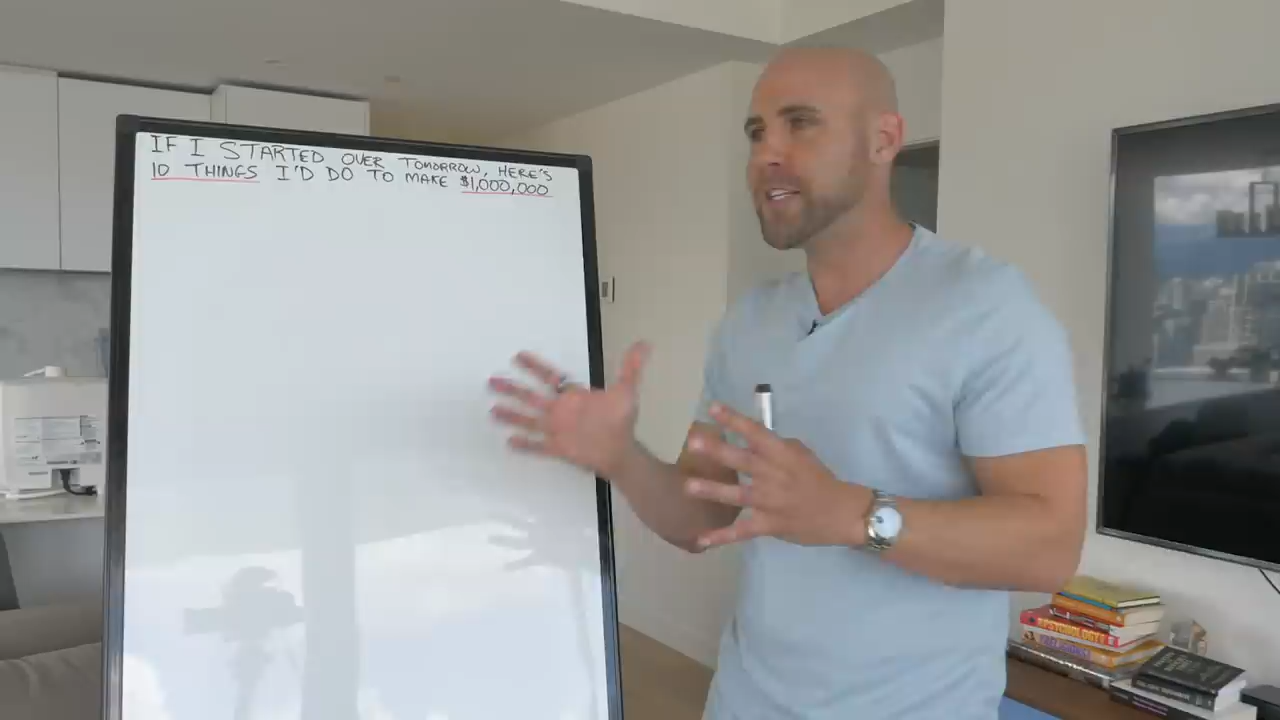 IF I STARTED OVER TOMORROW, HERE'S
10 THINGS I'D DO TO MAKE $1,000,000